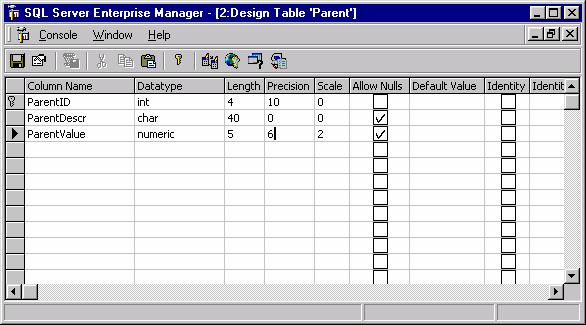 SQL Server Enterprise Manager - [2:Design Table 'Parent']
Console Window Help
Column Name Datatype Length Precision Scale Allow Nulls Default Value Identity Identit
ParentID int 4 10 0
ParentDescr char 40 0 0
ParentValue numeric 5 6 2